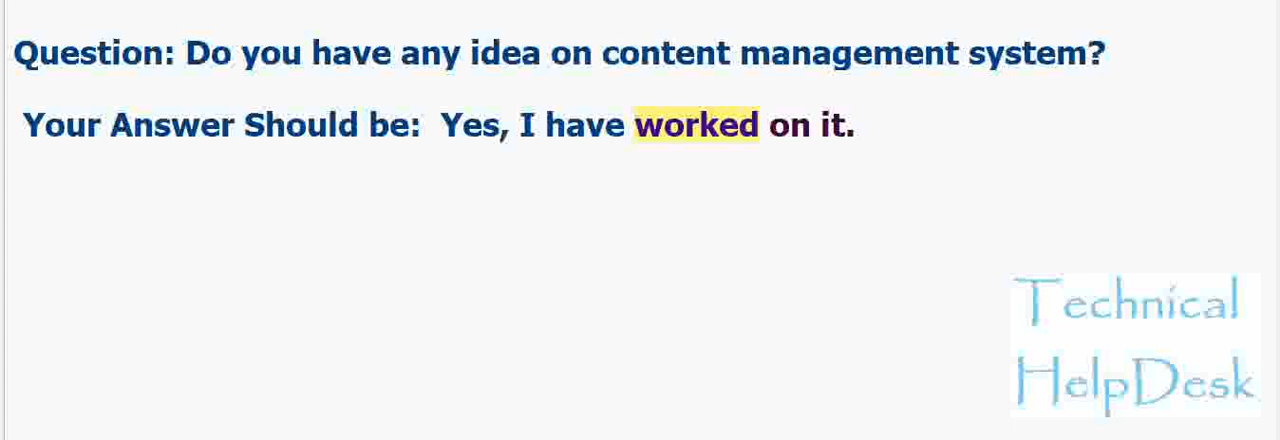 Question: Do you have any idea on content management system?
Your Answer Should be: Yes, I have worked on it.
Technical
HelpDesk